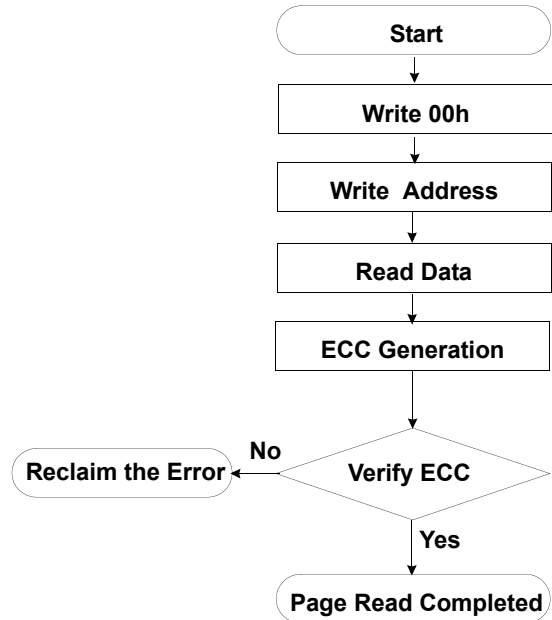 Start
Write 00h
Write Address
Read Data
ECC Generation
No
Reclaim the Error
Verify ECC
Yes
Page Read Completed